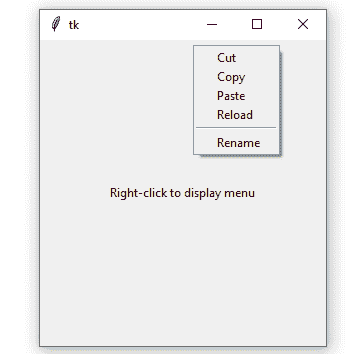 tk
Cut
Copy
Paste
Reload
Rename
Right-click to display menu